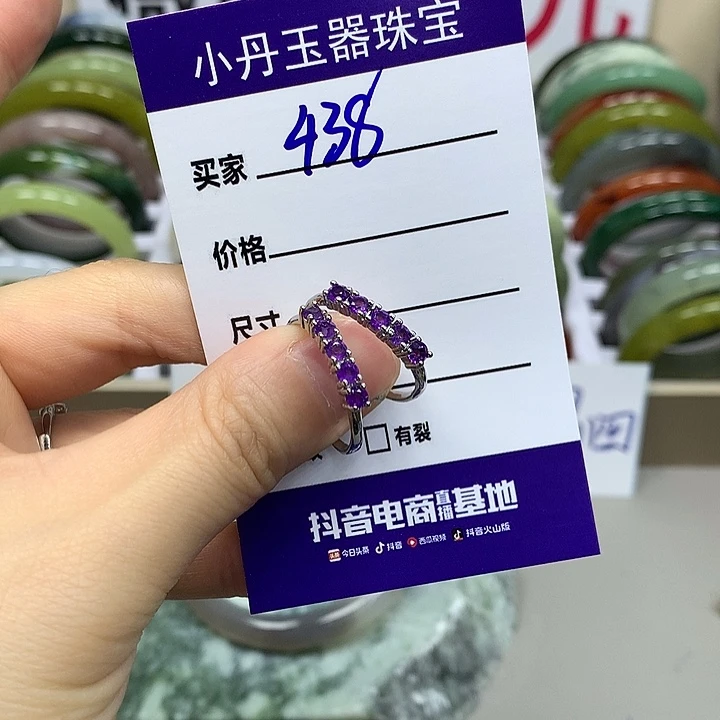 小丹玉器珠宝
买家 438
价格
尺寸
有裂
抖音电商直播基地
今日头条 抖音 西瓜视频 抖音火山版
四